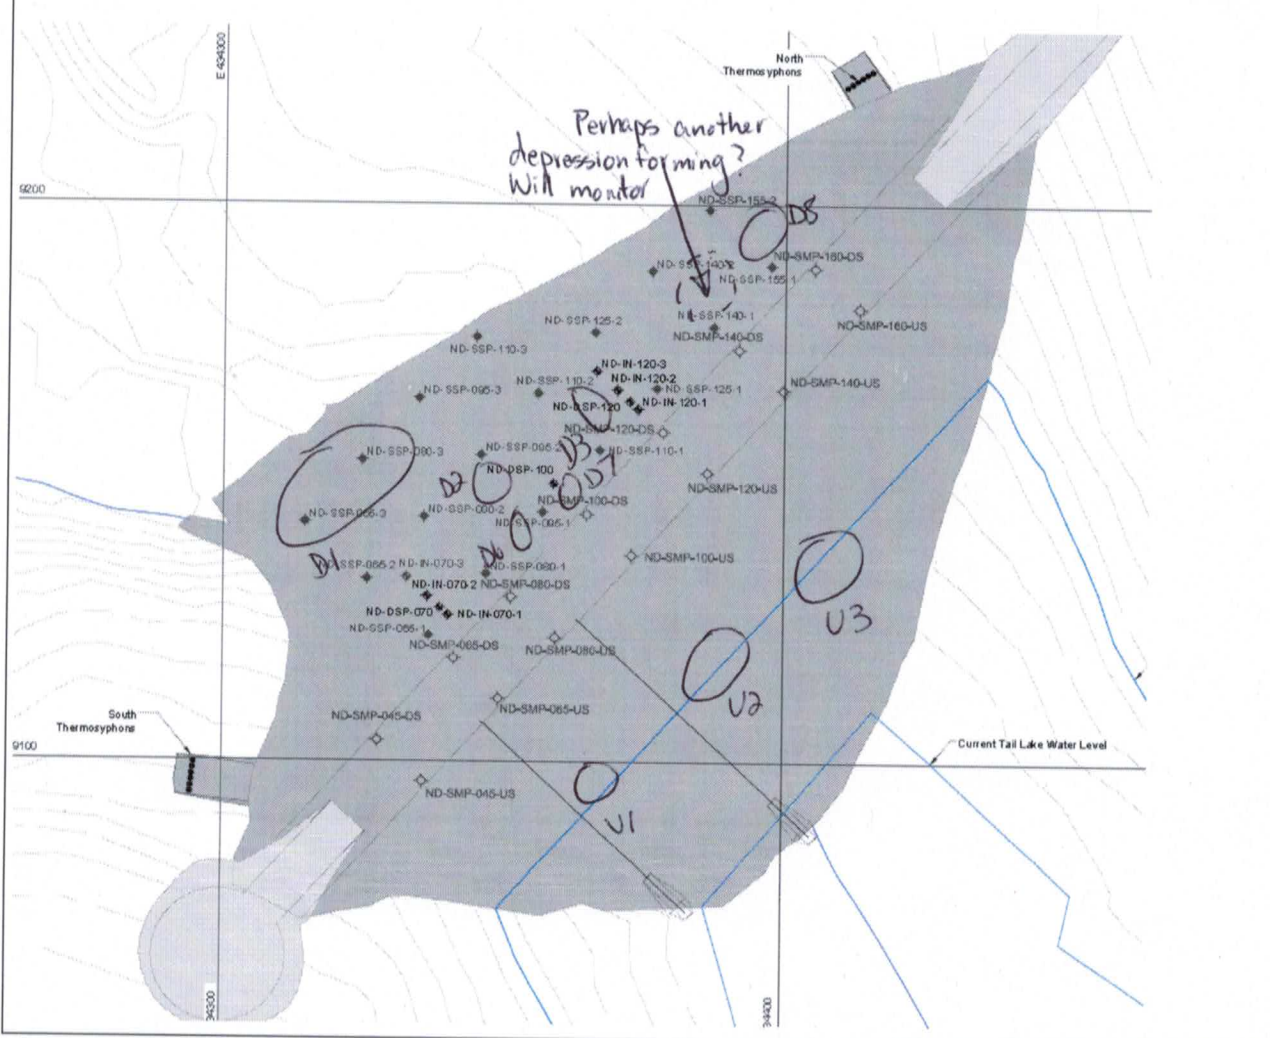 E 434300
North
Thermosyphons
Perhaps another
depression forming?
Will monitor
9200
ND-SSP-155-2
D8
ND-SSP-140-2
ND-SMP-160-DS
ND-SSP-155-1
ND-SSP-140-1
ND-SMP-160-US
ND-SSP-125-2
ND-SMP-140-DS
ND-SSP-110-3
ND-IN-120-3
ND-IN-120-2
ND-SSP-110-2
ND-SSP-125-1
ND-SMP-140-US
ND-SSP-095-3
ND-DSP-120
ND-IN-120-1
ND-SMP-120-DS
D3
ND-SSP-080-3
ND-SSP-095-2
ND-SSP-110-1
ND-DSP-100
D7
D2
ND-SMP-120-US
ND-SMP-100-DS
ND-SSP-065-3
ND-SSP-080-2
ND-SSP-095-1
D6
ND-SMP-100-US
D1
ND-SSP-065-2
ND-IN-070-3
ND-SSP-080-1
ND-IN-070-2
ND-SMP-080-DS
ND-DSP-070
ND-IN-070-1
ND-SSP-065-1
U3
ND-SMP-065-DS
ND-SMP-080-US
U2
ND-SMP-065-US
South
Thermosyphons
ND-SMP-045-DS
9100
Current Tail Lake Water Level
ND-SMP-045-US
U1
34300
34400